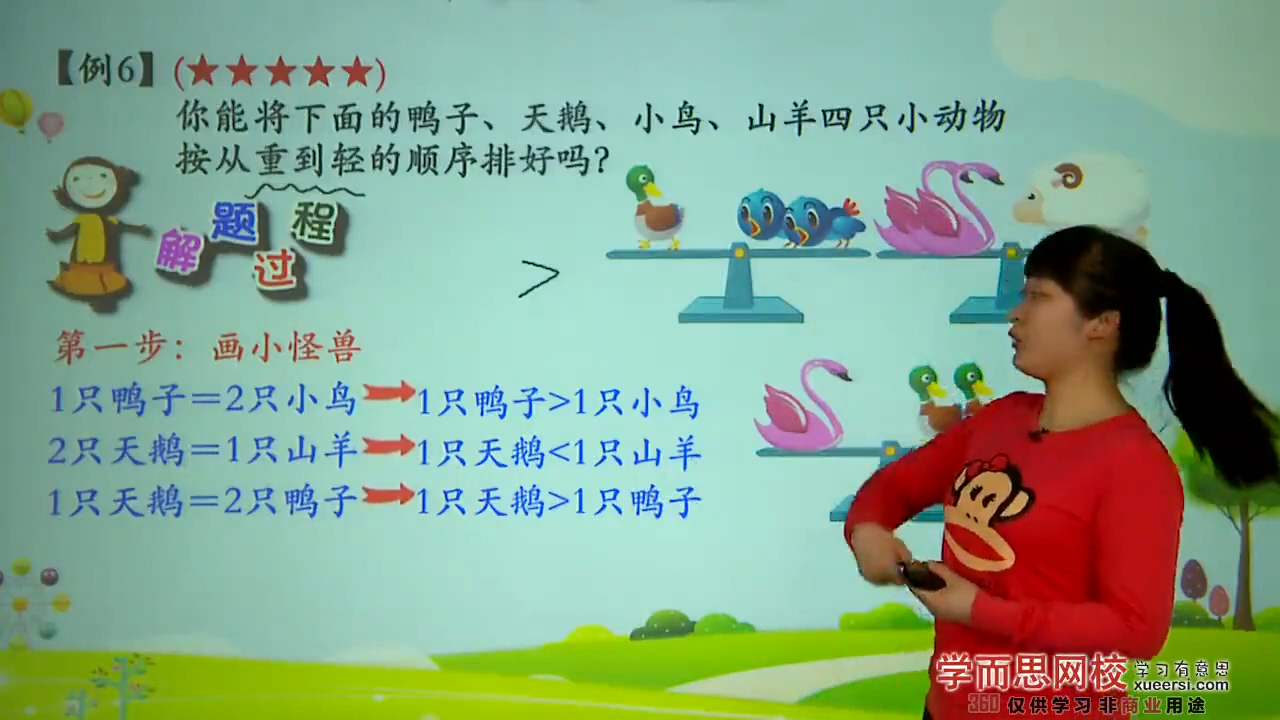 【例6】(★★★★★)
你能将下面的鸭子、天鹅、小鸟、山羊四只小动物
按从重到轻的顺序排好吗?
解题过程
>
第一步：画小怪兽
1只鸭子=2只小鸟 1只鸭子>1只小鸟
2只天鹅=1只山羊 1只天鹅<1只山羊
1只天鹅=2只鸭子 1只天鹅>1只鸭子
学而思网校 学习有意思
xueersi.com
360 仅供学习 非商业用途